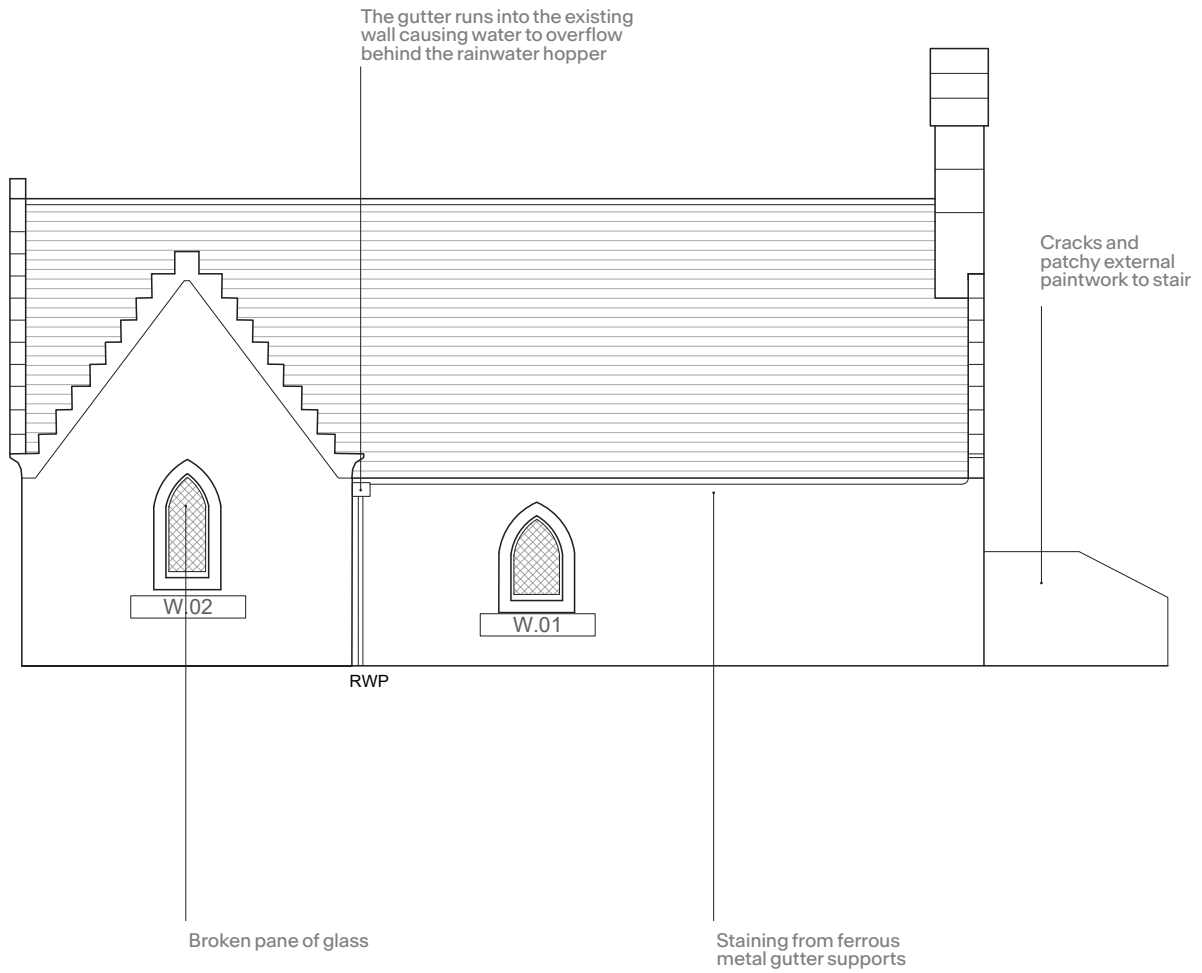 The gutter runs into the existing
wall causing water to overflow
behind the rainwater hopper
Cracks and
patchy external
paintwork to stair
W.02
W.01
RWP
Broken pane of glass
Staining from ferrous
metal gutter supports